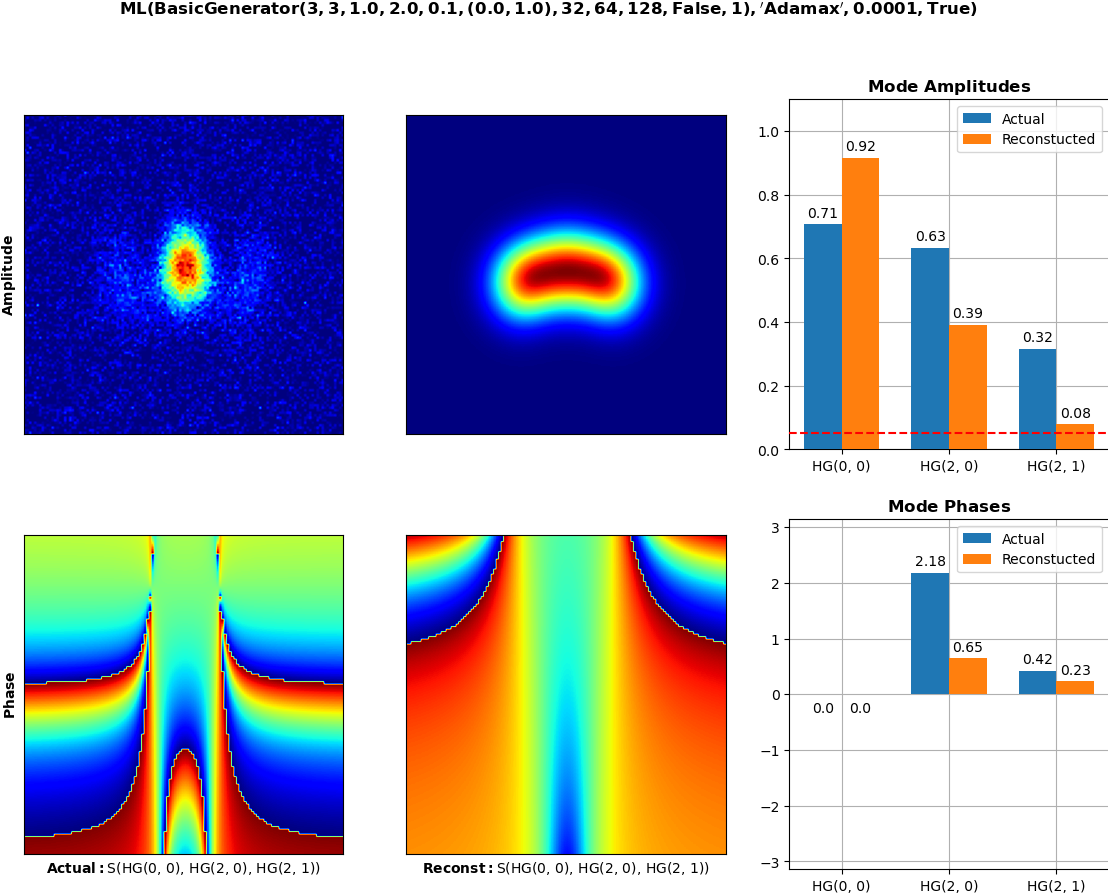 ML(BasicGenerator(3, 3, 1.0, 2.0, 0.1, (0.0, 1.0), 32, 64, 128, False, 1), 'Adamax', 0.0001, True)
Amplitude
Mode Amplitudes
Actual
Reconstucted
1.0
0.8
0.6
0.4
0.2
0.0
0.71
0.92
0.63
0.39
0.32
0.08
HG(0, 0)
HG(2, 0)
HG(2, 1)
Phase
Actual: S(HG(0, 0), HG(2, 0), HG(2, 1))
Reconst: S(HG(0, 0), HG(2, 0), HG(2, 1))
Mode Phases
Actual
Reconstucted
3
2
1
0
−1
−2
−3
0.0
0.0
2.18
0.65
0.42
0.23
HG(0, 0)
HG(2, 0)
HG(2, 1)